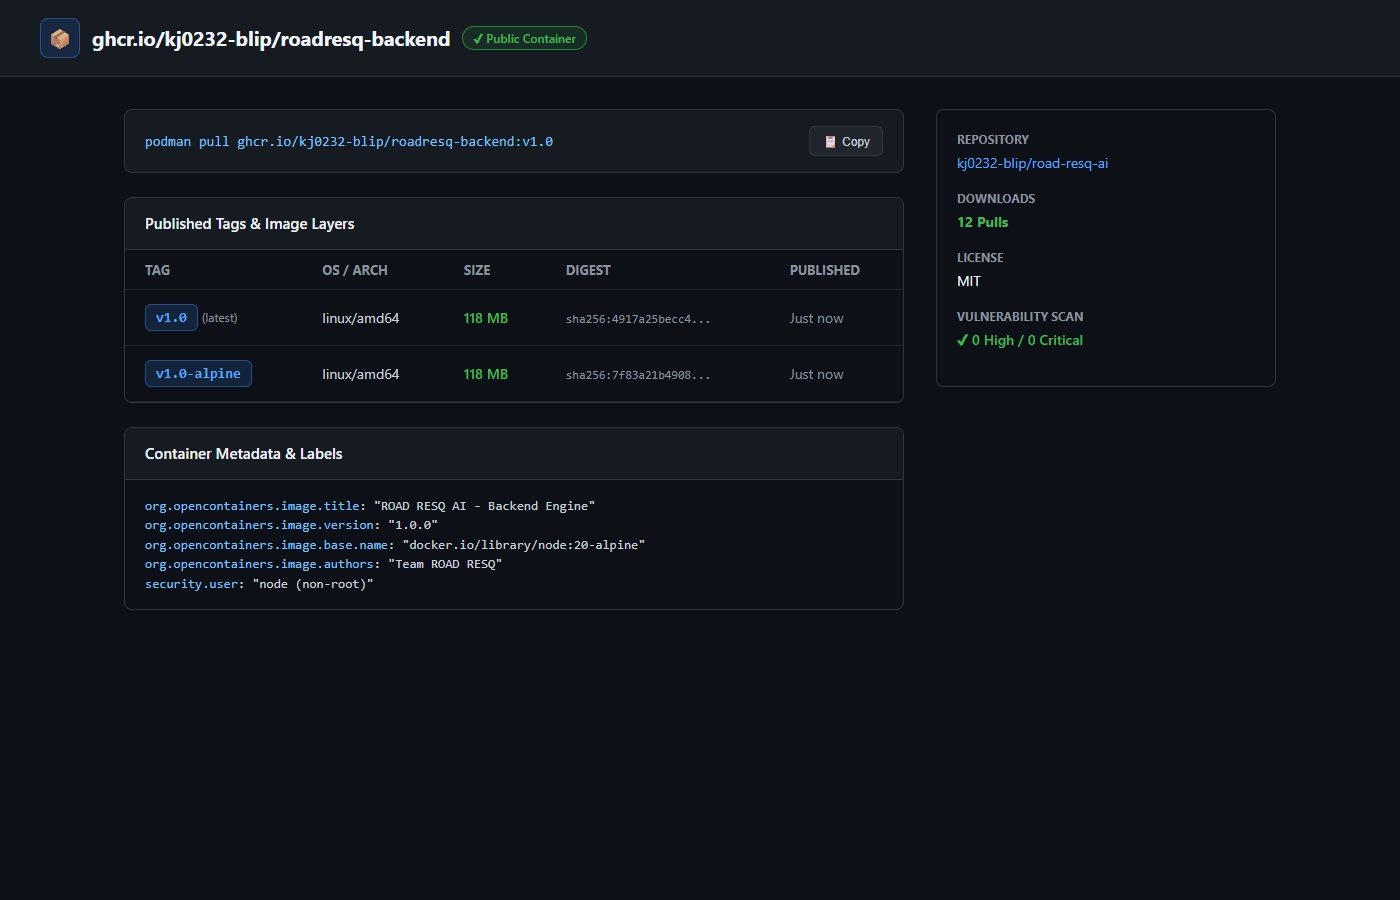 ghcr.io/kj0232-blip/roadresq-backend
✓ Public Container
podman pull ghcr.io/kj0232-blip/roadresq-backend:v1.0
Copy
Published Tags & Image Layers
TAG OS / ARCH SIZE DIGEST PUBLISHED
v1.0 (latest) linux/amd64 118 MB sha256:4917a25becc4... Just now
v1.0-alpine linux/amd64 118 MB sha256:7f83a21b4908... Just now
Container Metadata & Labels
org.opencontainers.image.title: "ROAD RESQ AI - Backend Engine"
org.opencontainers.image.version: "1.0.0"
org.opencontainers.image.base.name: "docker.io/library/node:20-alpine"
org.opencontainers.image.authors: "Team ROAD RESQ"
security.user: "node (non-root)"
REPOSITORY
kj0232-blip/road-resq-ai
DOWNLOADS
12 Pulls
LICENSE
MIT
VULNERABILITY SCAN
✓ 0 High / 0 Critical